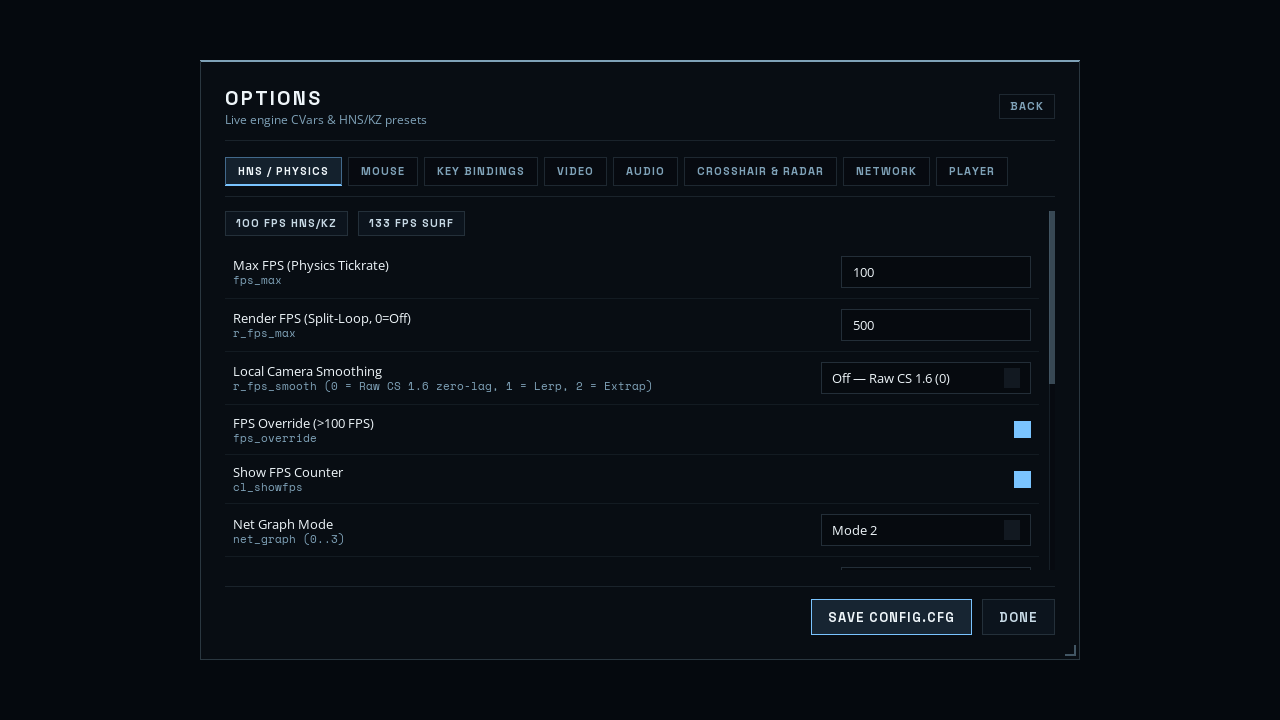 OPTIONS
Live engine CVars & HNS/KZ presets
BACK
HNS / PHYSICS
MOUSE
KEY BINDINGS
VIDEO
AUDIO
CROSSHAIR & RADAR
NETWORK
PLAYER
100 FPS HNS/KZ
133 FPS SURF
Max FPS (Physics Tickrate)
fps_max
100
Render FPS (Split-Loop, 0=Off)
r_fps_max
500
Local Camera Smoothing
r_fps_smooth (0 = Raw CS 1.6 zero-lag, 1 = Lerp, 2 = Extrap)
Off — Raw CS 1.6 (0)
FPS Override (>100 FPS)
fps_override
Show FPS Counter
cl_showfps
Net Graph Mode
net_graph (0..3)
Mode 2
SAVE CONFIG.CFG
DONE